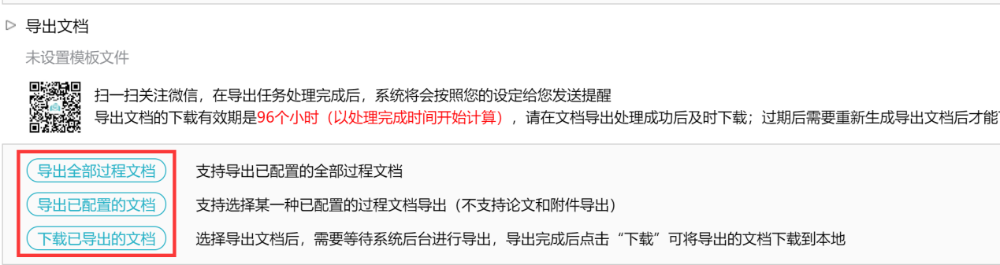 导出文档
未设置模板文件
扫一扫关注微信，在导出任务处理完成后，系统将会按照您的设定给您发送提醒
导出文档的下载有效期是96个小时（以处理完成时间开始计算），请在文档导出处理成功后及时下载；过期后需要重新生成导出文档后才能
导出全部过程文档 支持导出已配置的全部过程文档
导出已配置的文档 支持选择某一种已配置的过程文档导出（不支持论文和附件导出）
下载已导出的文档 选择导出文档后，需要等待系统后台进行导出，导出完成后点击“下载”可将导出的文档下载到本地